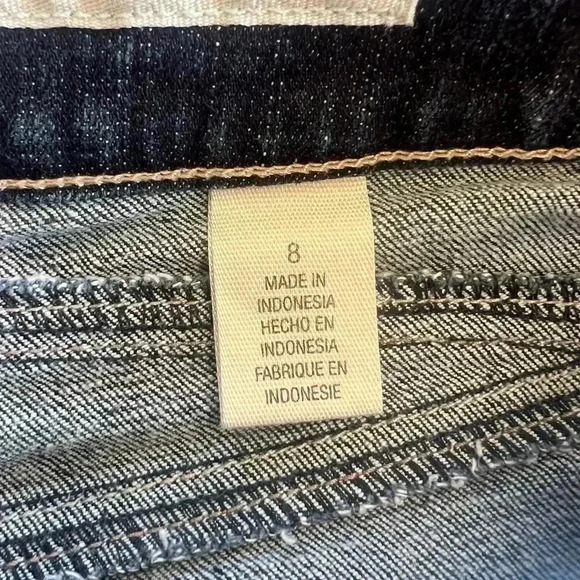 8
MADE IN
INDONESIA
HECHO EN
INDONESIA
FABRIQUE EN
INDONESIE